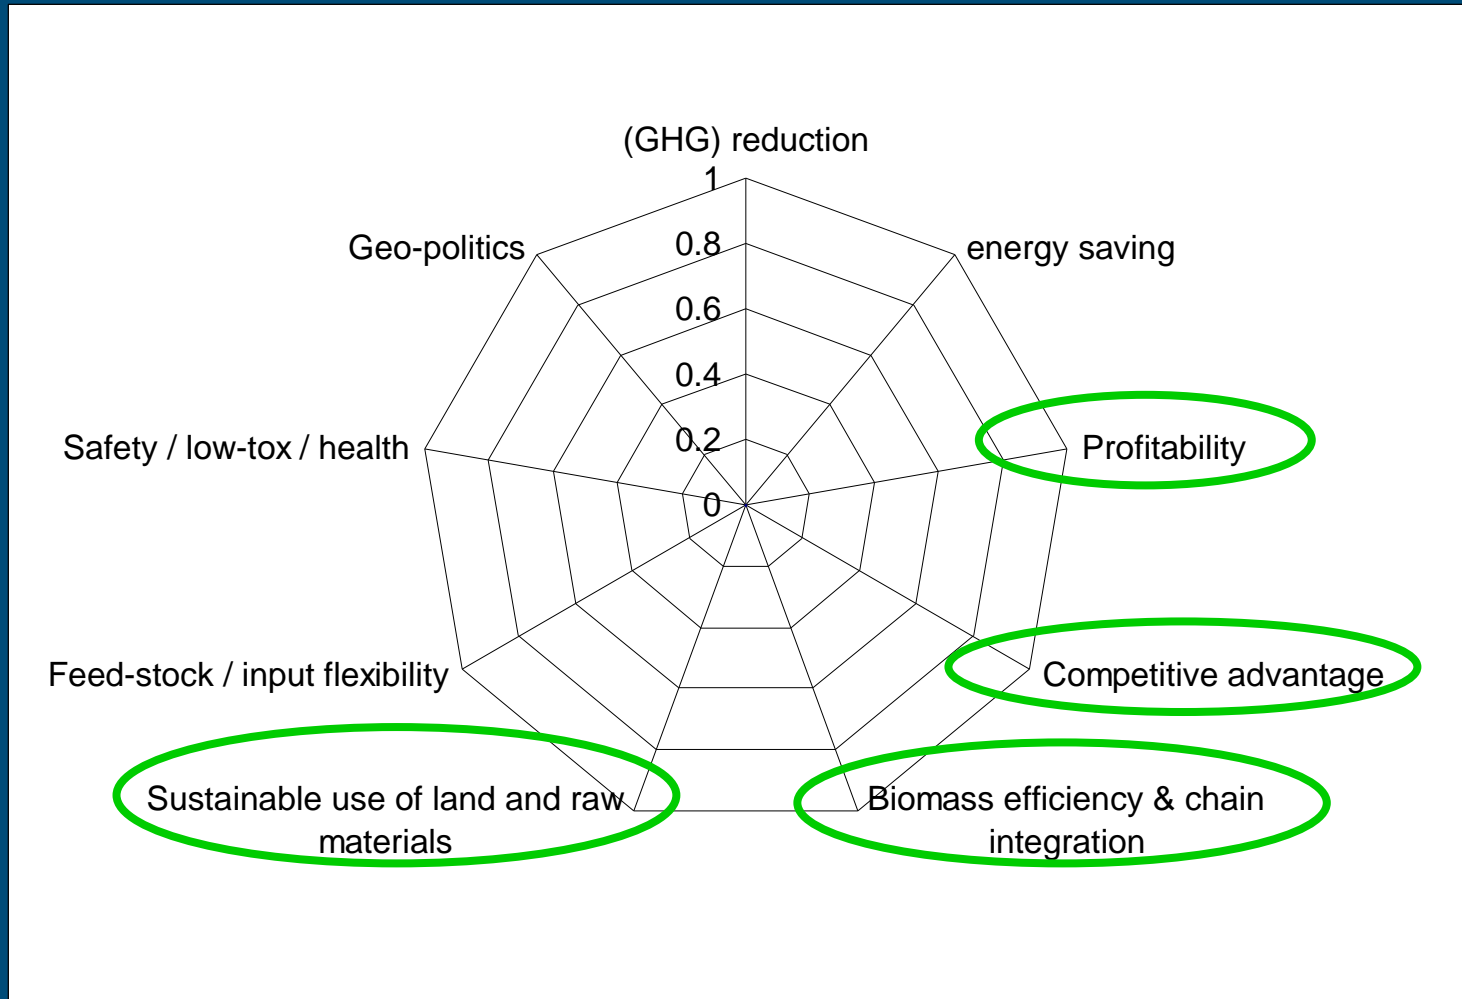 (GHG) reduction
1
Geo-politics
0.8
energy saving
0.6
0.4
Safety / low-tox / health
0.2
Profitability
0
Feed-stock / input flexibility
Competitive advantage
Sustainable use of land and raw
materials
Biomass efficiency & chain
integration